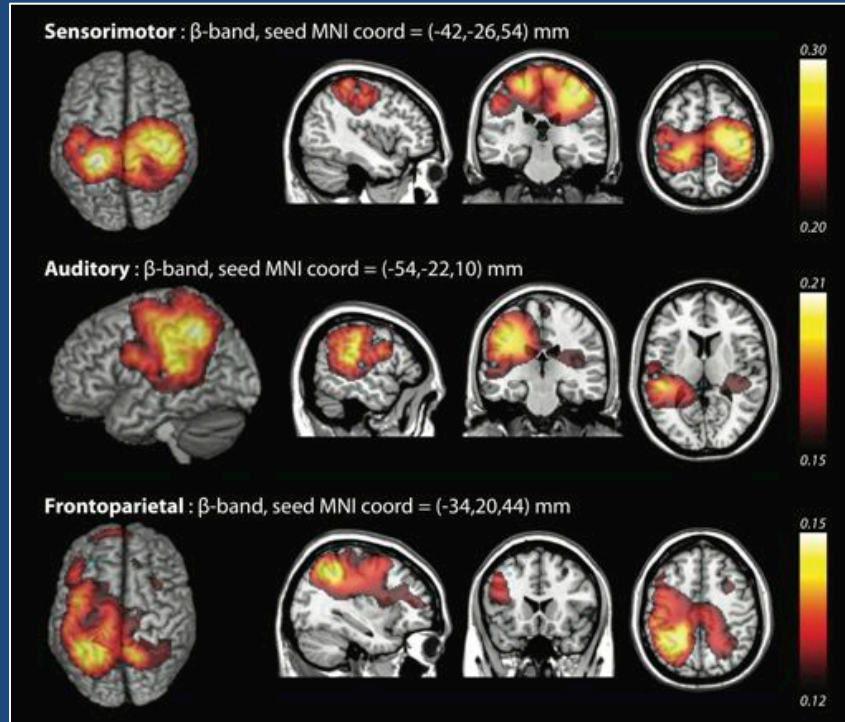 Sensorimotor : β-band, seed MNI coord = (-42,-26,54) mm
0.30
0.20
Auditory : β-band, seed MNI coord = (-54,-22,10) mm
0.21
0.15
Frontoparietal : β-band, seed MNI coord = (-34,20,44) mm
0.15
0.12